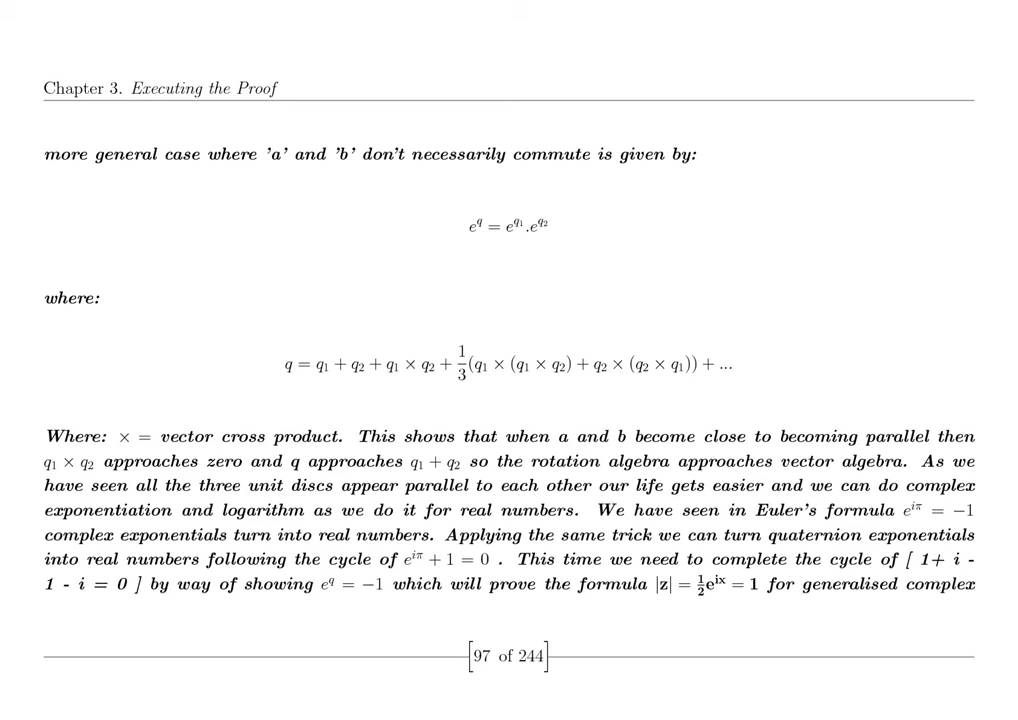 Chapter 3. Executing the Proof
more general case where 'a' and 'b' don't necessarily commute is given by:
e^q = e^{q_1}.e^{q_2}
where:
q = q_1 + q_2 + q_1 × q_2 + \frac{1}{3}(q_1 × (q_1 × q_2) + q_2 × (q_2 × q_1)) + ...
Where: × = vector cross product. This shows that when a and b become close to becoming parallel then
q_1 × q_2 approaches zero and q approaches q_1 + q_2 so the rotation algebra approaches vector algebra. As we
have seen all the three unit discs appear parallel to each other our life gets easier and we can do complex
exponentiation and logarithm as we do it for real numbers. We have seen in Euler's formula e^{iπ} = −1
complex exponentials turn into real numbers. Applying the same trick we can turn quaternion exponentials
into real numbers following the cycle of e^{iπ} + 1 = 0 . This time we need to complete the cycle of [ 1+ i -
1 - i = 0 ] by way of showing e^q = −1 which will prove the formula |z| = \frac{1}{2}e^{ix} = 1 for generalised complex
[97 of 244]